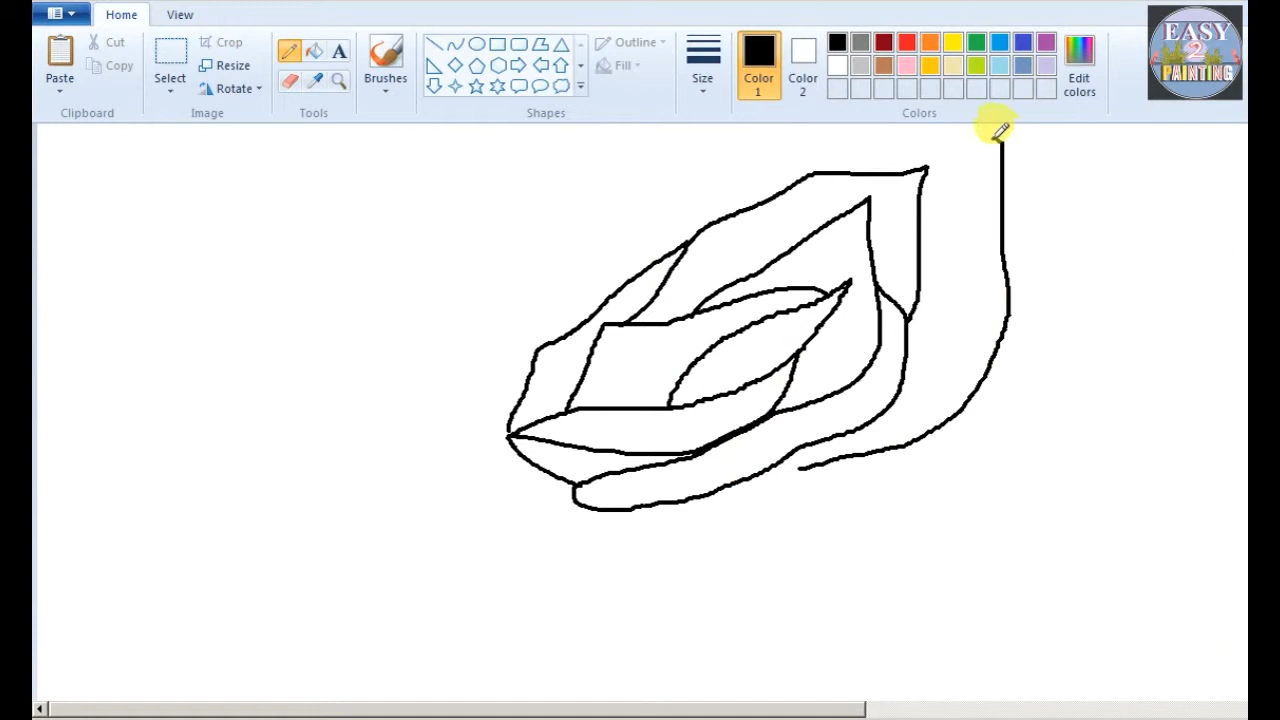 Home View
Cut
Copy
Paste
Clipboard
Select
Crop
Resize
Rotate
Image
A
Tools
Brushes
Shapes
Outline
Fill
Size
Color
1
Color
2
Colors
Edit
colors
EASY
2
PAINTING